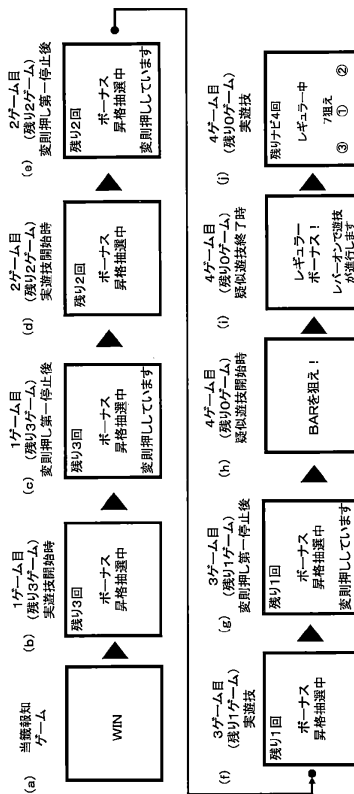 (a)
当籤報知
ゲーム
WIN
(b)
1ゲーム目
(残り3ゲーム)
実遊技開始時
残り3回
ボーナス
昇格抽選中
(c)
1ゲーム目
(残り3ゲーム)
変則押し第一停止後
残り3回
ボーナス
昇格抽選中
変則押ししています
(d)
2ゲーム目
(残り2ゲーム)
実遊技開始時
残り2回
ボーナス
昇格抽選中
(e)
2ゲーム目
(残り2ゲーム)
変則押し第一停止後
残り2回
ボーナス
昇格抽選中
変則押ししています
(f)
3ゲーム目
(残り1ゲーム)
実遊技
残り1回
ボーナス
昇格抽選中
(g)
3ゲーム目
(残り1ゲーム)
変則押し第一停止後
残り1回
ボーナス
昇格抽選中
変則押ししています
(h)
4ゲーム目
(残り0ゲーム)
疑似遊技開始時
BARを狙え!
(i)
4ゲーム目
(残り0ゲーム)
疑似遊技終了時
レギュラー
ボーナス!
レバーオンで遊技
が進行します
(j)
4ゲーム目
(残り0ゲーム)
実遊技
残りナビ4回
レギュラー中
7狙え
③ ① ②